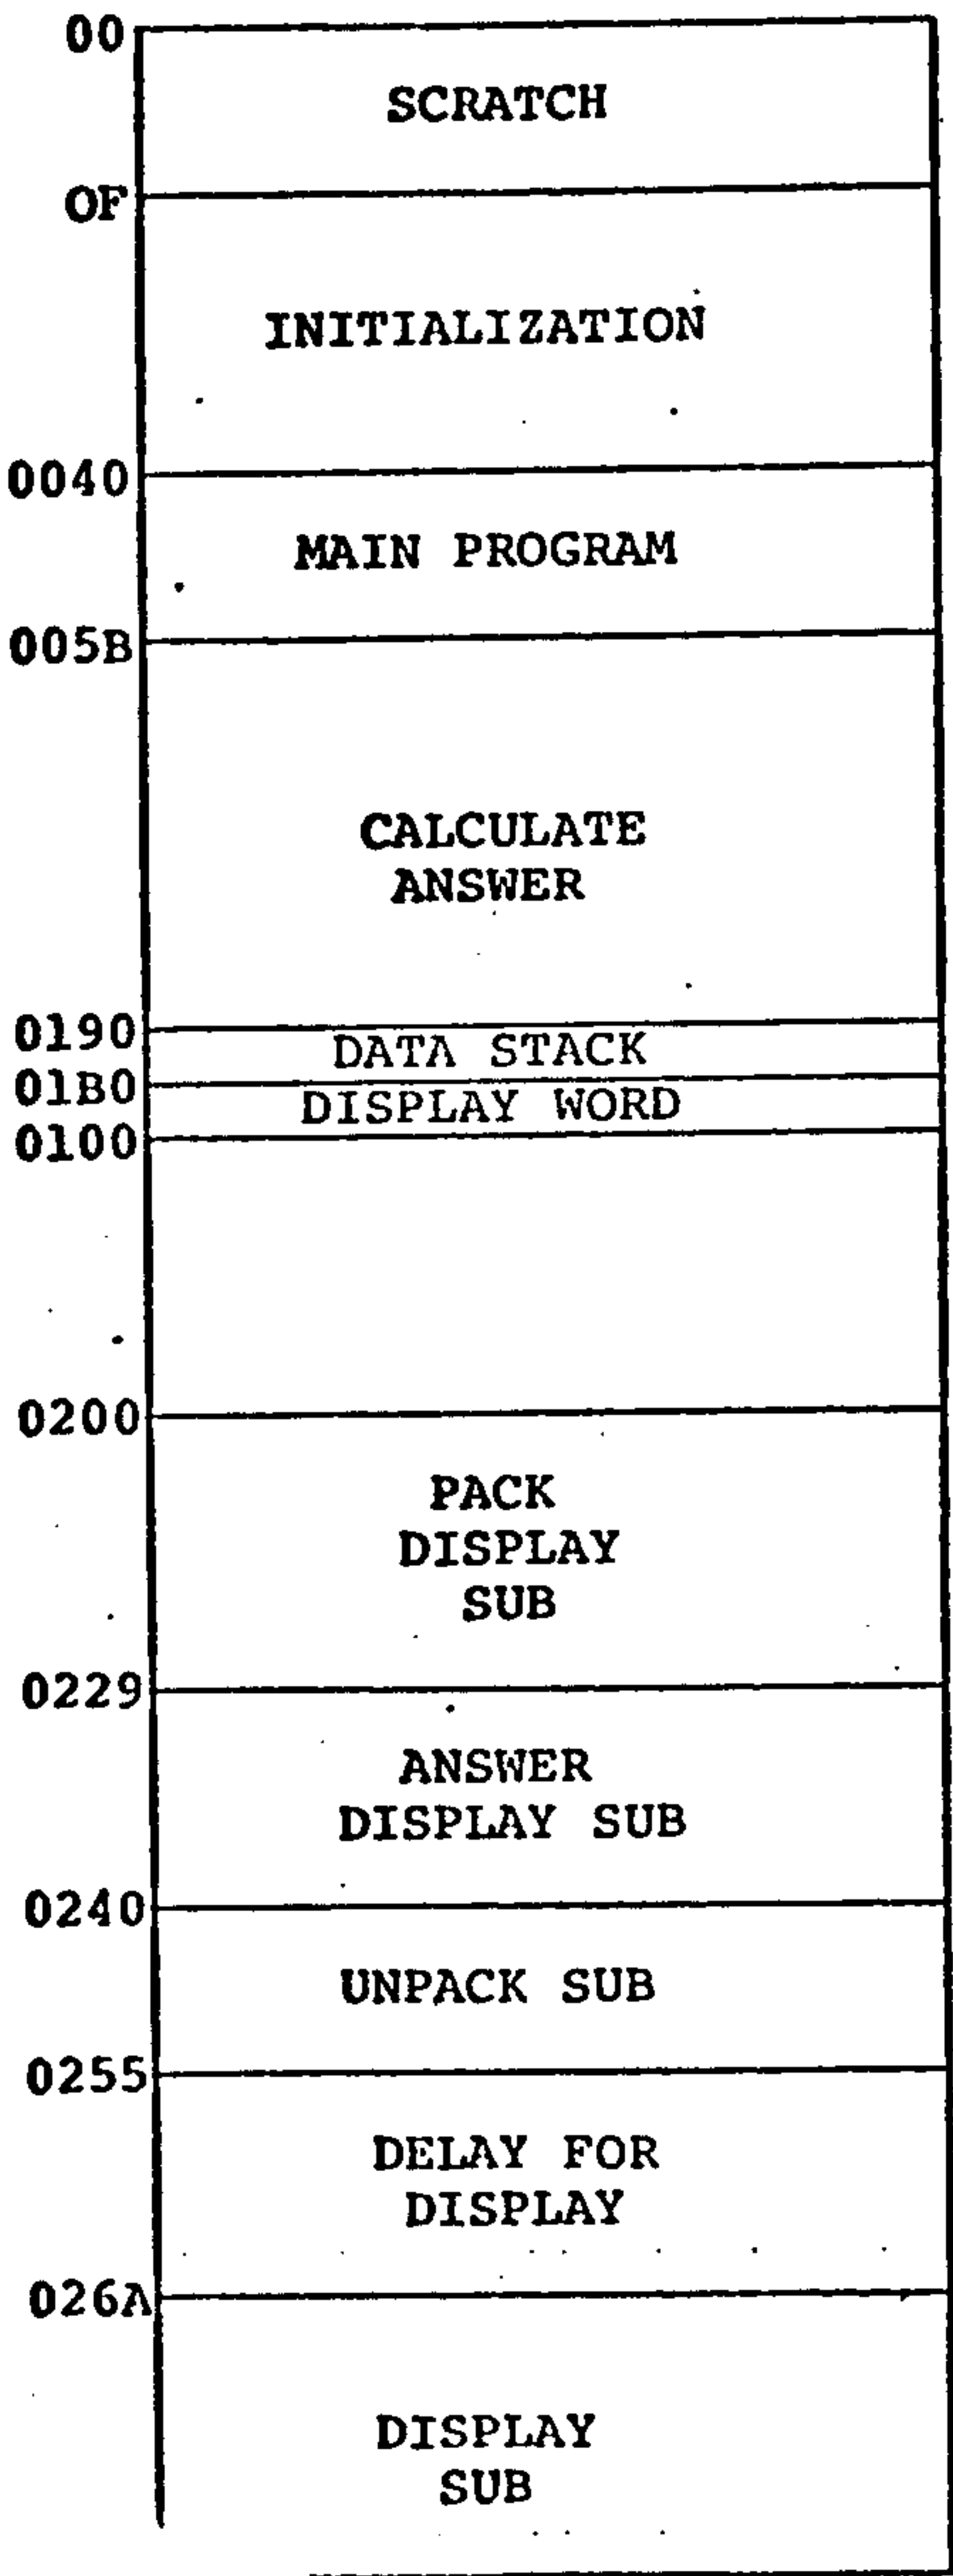 00
SCRATCH
OF
INITIALIZATION
0040
MAIN PROGRAM
005B
CALCULATE
ANSWER
0190
DATA STACK
01B0
DISPLAY WORD
0100
0200
PACK
DISPLAY
SUB
0229
ANSWER
DISPLAY SUB
0240
UNPACK SUB
0255
DELAY FOR
DISPLAY
026A
DISPLAY
SUB